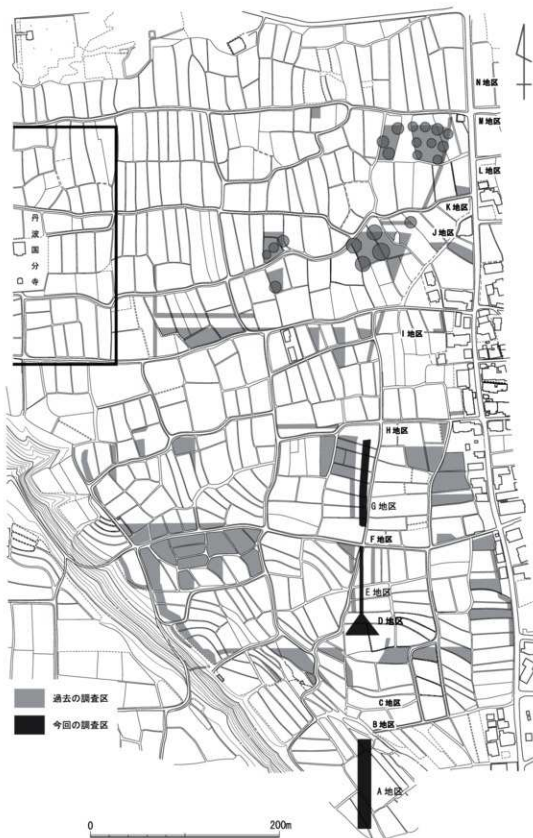 N地区
M地区
L地区
K地区
J地区
丹波国分寺
I地区
H地区
G地区
F地区
E地区
D地区
過去の調査区
C地区
今回の調査区
B地区
A地区
0 200m